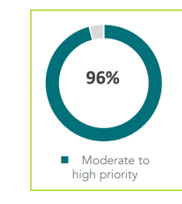 96%
Moderate to
high priority